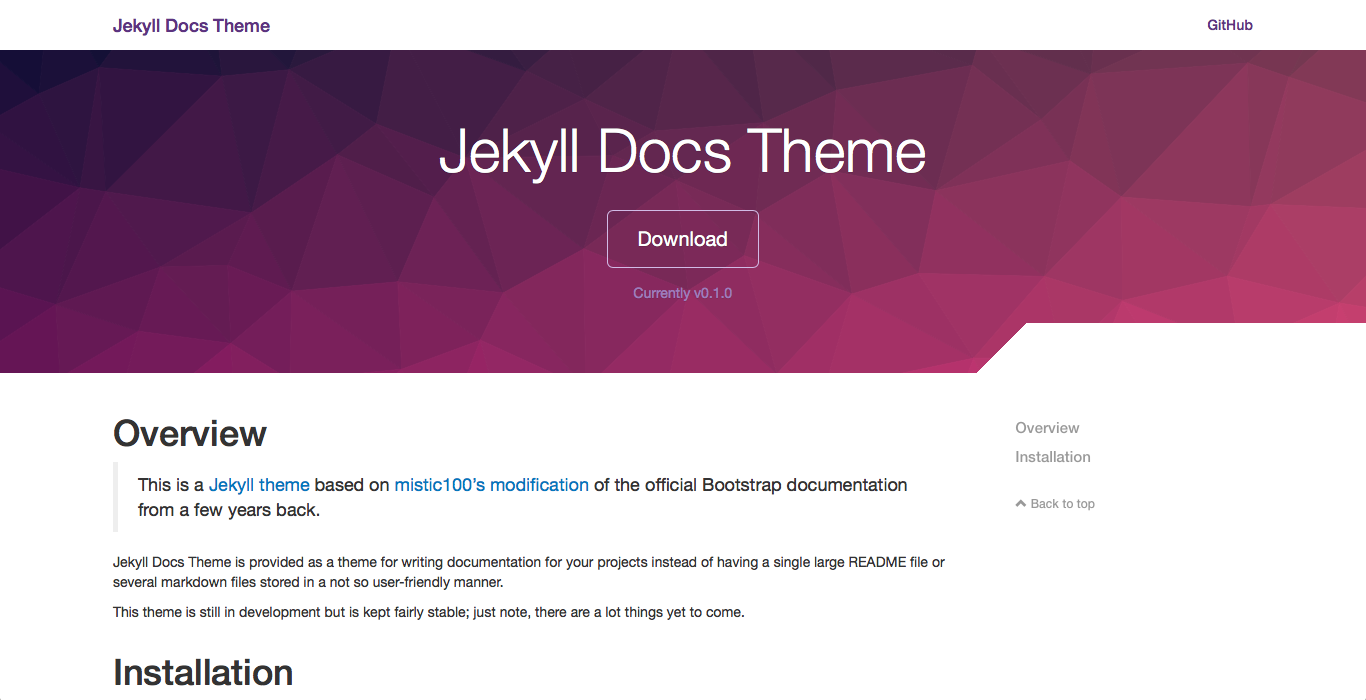 Jekyll Docs Theme
GitHub
Jekyll Docs Theme
Download
Currently v0.1.0
Overview
This is a Jekyll theme based on mistic100’s modification of the official Bootstrap documentation
from a few years back.
Jekyll Docs Theme is provided as a theme for writing documentation for your projects instead of having a single large README file or
several markdown files stored in a not so user-friendly manner.
This theme is still in development but is kept fairly stable; just note, there are a lot things yet to come.
Installation
Overview
Installation
Back to top